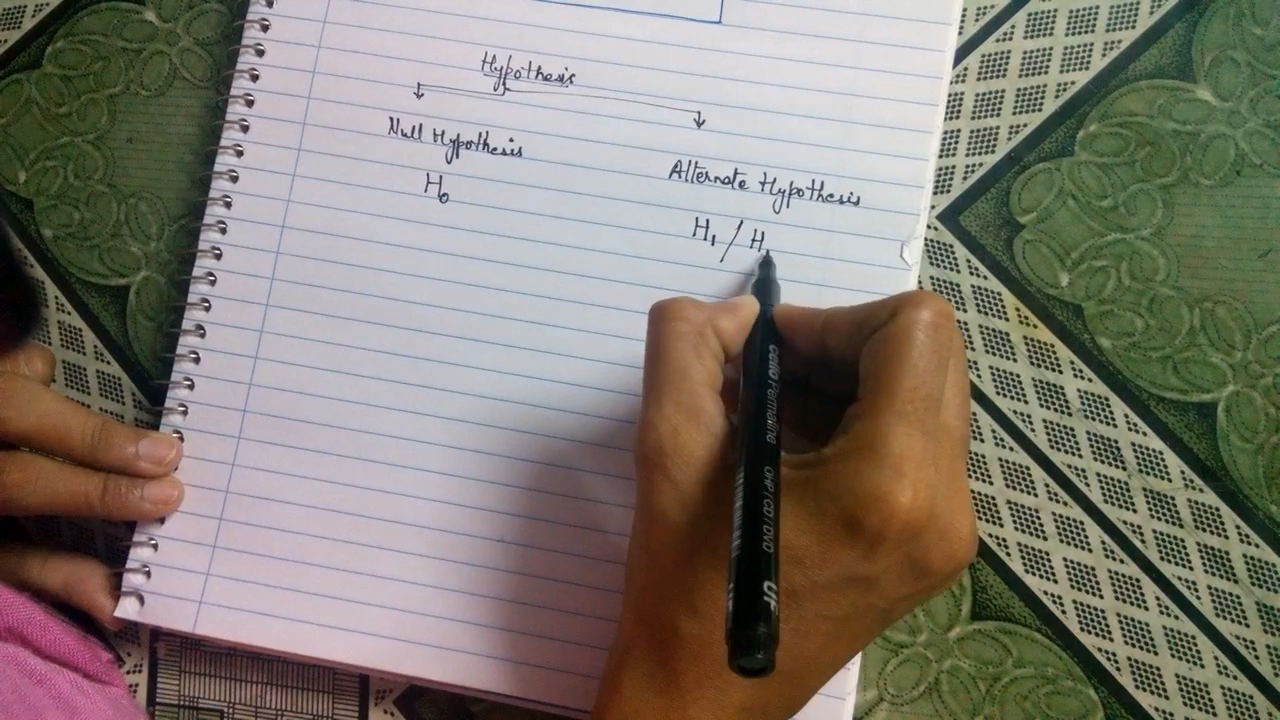 Hypothesis
Null Hypothesis
H₀
Alternate Hypothesis
H₁ / H
cello Permaline OHP/CD/DVD UF